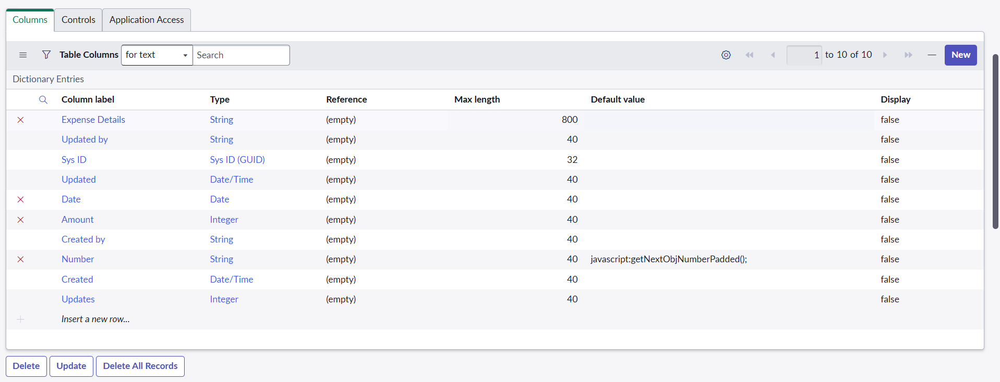 Columns Controls Application Access
Table Columns for text Search 1 to 10 of 10 New
Dictionary Entries
Column label Type Reference Max length Default value Display
Expense Details String (empty) 800 false
Updated by String (empty) 40 false
Sys ID Sys ID (GUID) (empty) 32 false
Updated Date/Time (empty) 40 false
Date Date (empty) 40 false
Amount Integer (empty) 40 false
Created by String (empty) 40 false
Number String (empty) 40 javascript:getNextObjNumberPadded(); false
Created Date/Time (empty) 40 false
Updates Integer (empty) 40 false
Insert a new row...
Delete Update Delete All Records